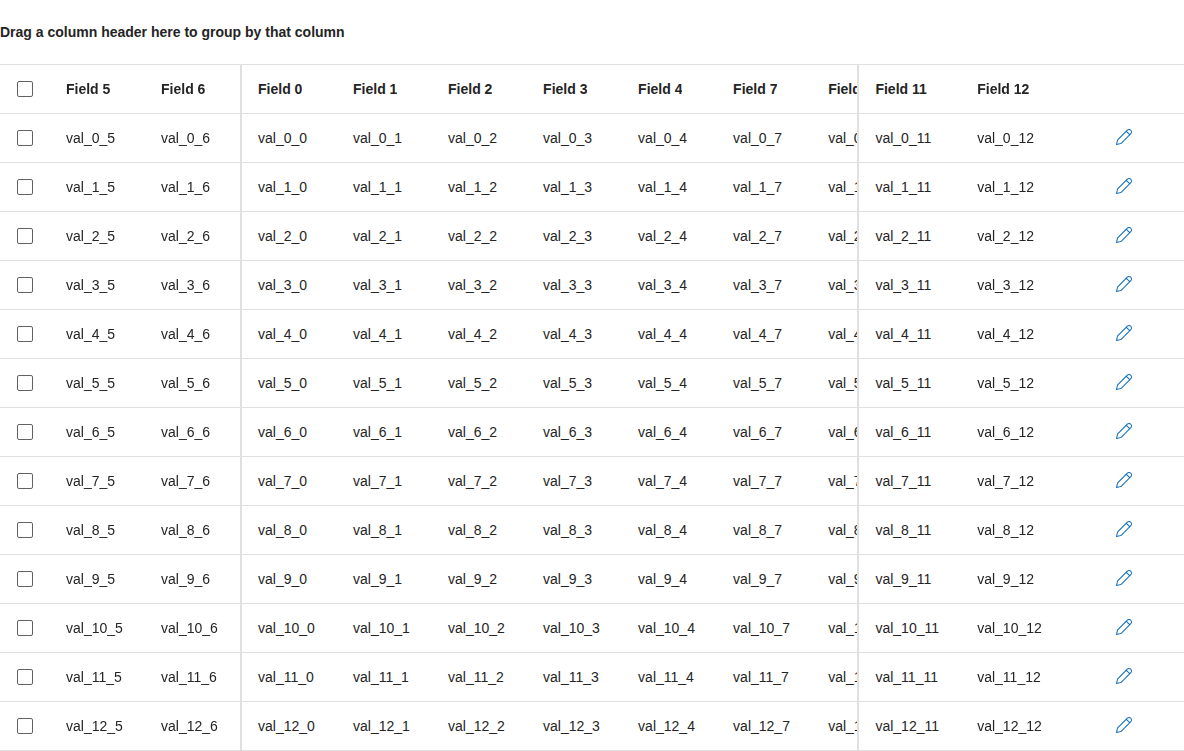 Drag a column header here to group by that column
Field 5 Field 6 Field 0 Field 1 Field 2 Field 3 Field 4 Field 7 Field 11 Field 12
val_0_5 val_0_6 val_0_0 val_0_1 val_0_2 val_0_3 val_0_4 val_0_7 val_0_11 val_0_12
val_1_5 val_1_6 val_1_0 val_1_1 val_1_2 val_1_3 val_1_4 val_1_7 val_1_11 val_1_12
val_2_5 val_2_6 val_2_0 val_2_1 val_2_2 val_2_3 val_2_4 val_2_7 val_2_11 val_2_12
val_3_5 val_3_6 val_3_0 val_3_1 val_3_2 val_3_3 val_3_4 val_3_7 val_3_11 val_3_12
val_4_5 val_4_6 val_4_0 val_4_1 val_4_2 val_4_3 val_4_4 val_4_7 val_4_11 val_4_12
val_5_5 val_5_6 val_5_0 val_5_1 val_5_2 val_5_3 val_5_4 val_5_7 val_5_11 val_5_12
val_6_5 val_6_6 val_6_0 val_6_1 val_6_2 val_6_3 val_6_4 val_6_7 val_6_11 val_6_12
val_7_5 val_7_6 val_7_0 val_7_1 val_7_2 val_7_3 val_7_4 val_7_7 val_7_11 val_7_12
val_8_5 val_8_6 val_8_0 val_8_1 val_8_2 val_8_3 val_8_4 val_8_7 val_8_11 val_8_12
val_9_5 val_9_6 val_9_0 val_9_1 val_9_2 val_9_3 val_9_4 val_9_7 val_9_11 val_9_12
val_10_5 val_10_6 val_10_0 val_10_1 val_10_2 val_10_3 val_10_4 val_10_7 val_10_11 val_10_12
val_11_5 val_11_6 val_11_0 val_11_1 val_11_2 val_11_3 val_11_4 val_11_7 val_11_11 val_11_12
val_12_5 val_12_6 val_12_0 val_12_1 val_12_2 val_12_3 val_12_4 val_12_7 val_12_11 val_12_12